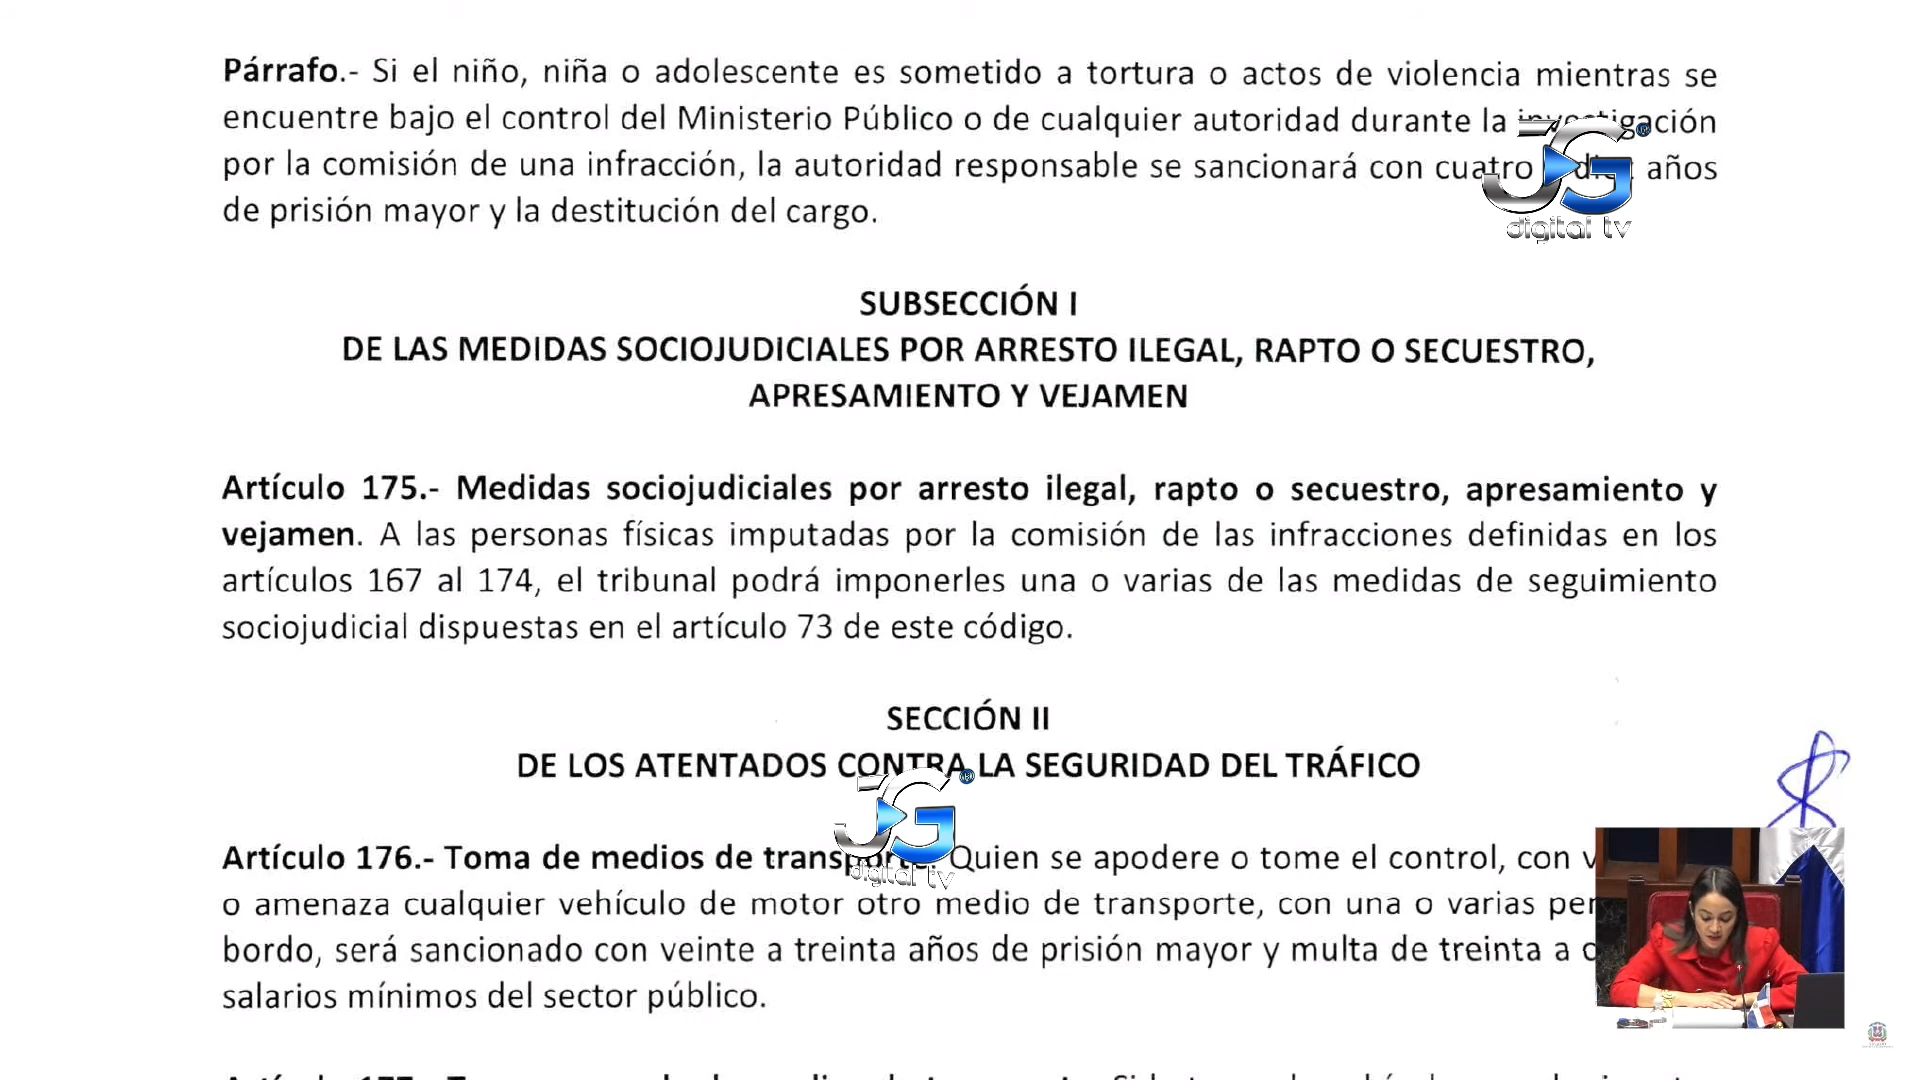 Párrafo.- Si el niño, niña o adolescente es sometido a tortura o actos de violencia mientras se
encuentre bajo el control del Ministerio Público o de cualquier autoridad durante la investigación
por la comisión de una infracción, la autoridad responsable se sancionará con cuatro años
de prisión mayor y la destitución del cargo.
JG digital tv
SUBSECCIÓN I
DE LAS MEDIDAS SOCIOJUDICIALES POR ARRESTO ILEGAL, RAPTO O SECUESTRO,
APRESAMIENTO Y VEJAMEN
Artículo 175.- Medidas sociojudiciales por arresto ilegal, rapto o secuestro, apresamiento y
vejamen. A las personas físicas imputadas por la comisión de las infracciones definidas en los
artículos 167 al 174, el tribunal podrá imponerles una o varias de las medidas de seguimiento
sociojudicial dispuestas en el artículo 73 de este código.
SECCIÓN II
DE LOS ATENTADOS CONTRA LA SEGURIDAD DEL TRÁFICO
JG digital tv
Artículo 176.- Toma de medios de transporte. Quien se apodere o tome el control, con
o amenaza cualquier vehículo de motor otro medio de transporte, con una o varias
bordo, será sancionado con veinte a treinta años de prisión mayor y multa de treinta a
salarios mínimos del sector público.